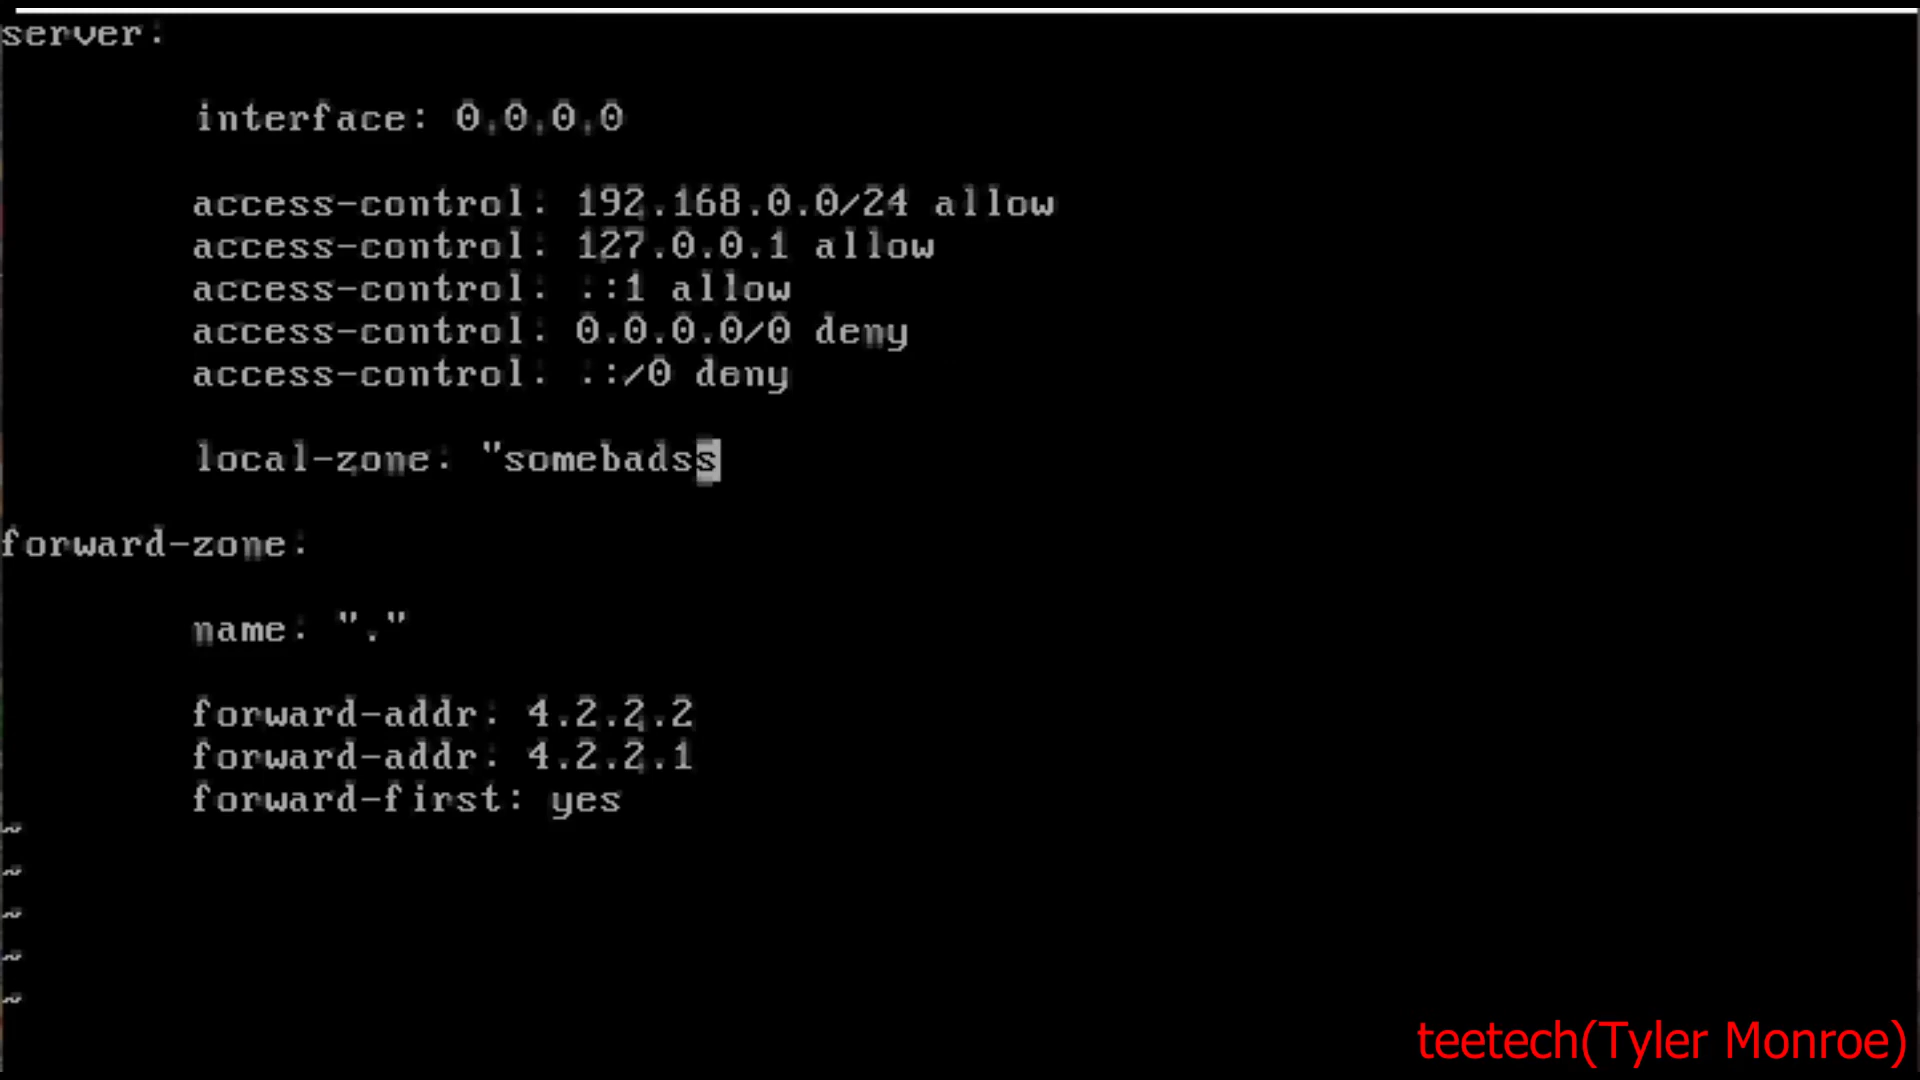 server:
interface: 0.0.0.0
access-control: 192.168.0.0/24 allow
access-control: 127.0.0.1 allow
access-control: ::1 allow
access-control: 0.0.0.0/0 deny
access-control: ::/0 deny
local-zone: "somebadss
forward-zone:
name: "."
forward-addr: 4.2.2.2
forward-addr: 4.2.2.1
forward-first: yes
~
~
~
~
~
teetech(Tyler Monroe)